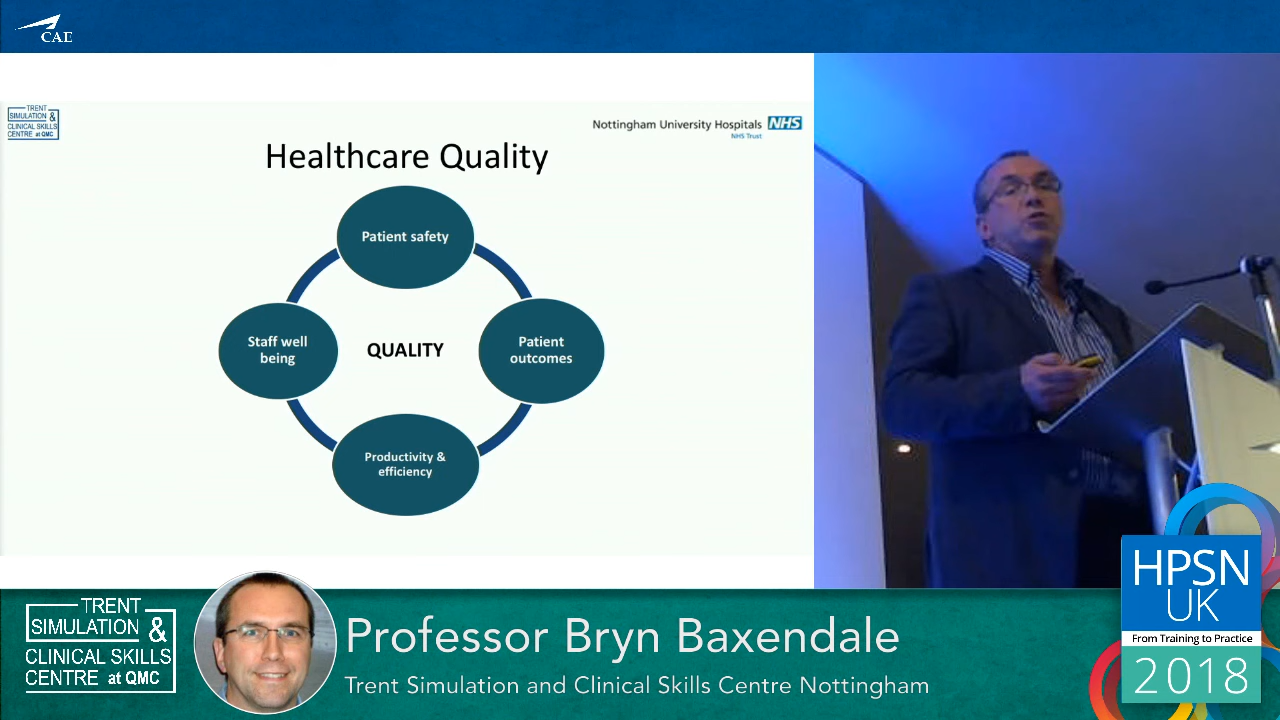 CAE
TRENT
SIMULATION &
CLINICAL SKILLS
CENTRE at QMC
Nottingham University Hospitals NHS
NHS Trust
Healthcare Quality
Patient safety
Staff well
being
QUALITY
Patient
outcomes
Productivity &
efficiency
TRENT
SIMULATION &
CLINICAL SKILLS
CENTRE at QMC
Professor Bryn Baxendale
Trent Simulation and Clinical Skills Centre Nottingham
HPSN
UK
From Training to Practice
2018